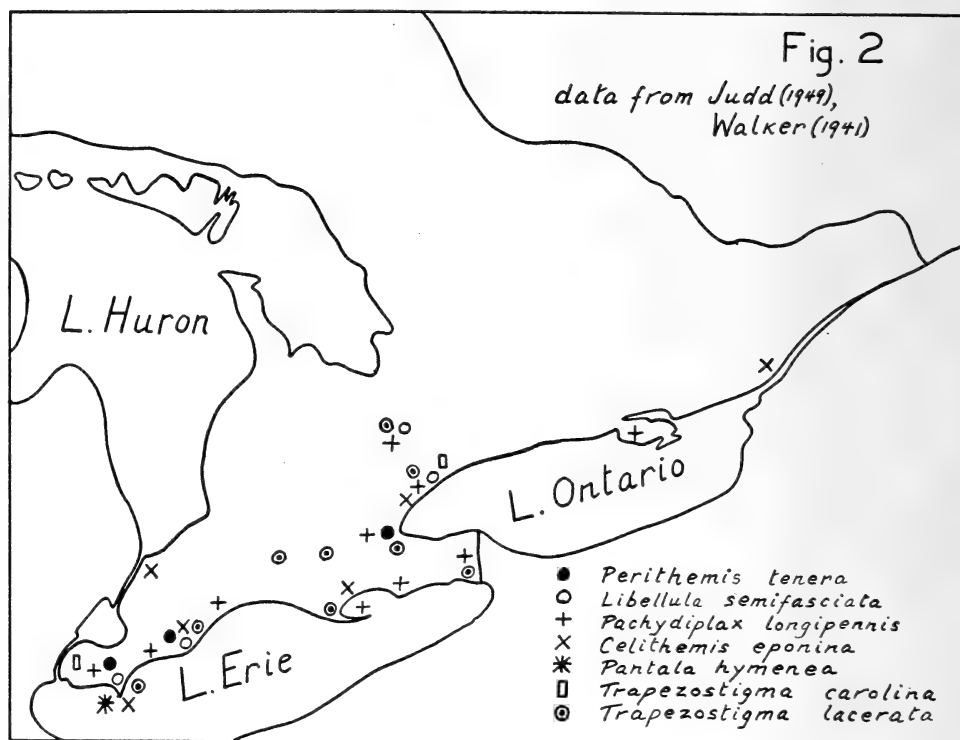 Fig. 2
data from Judd (1949),
Walker (1941)
L. Huron
L. Ontario
L. Erie
Perithemis tenera
Libellula semifasciata
Pachydiplax longipennis
Celithemis eponina
Pantala hymenea
Trapezostigma carolina
Trapezostigma lacerata